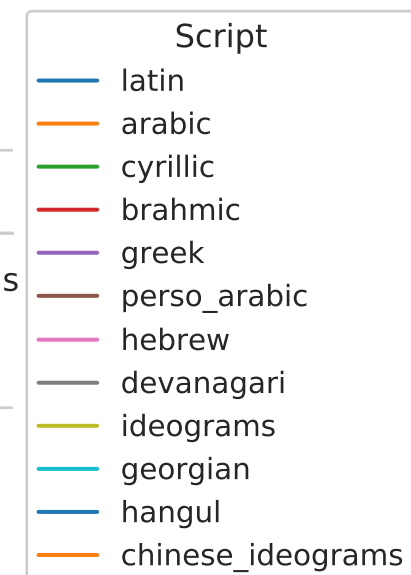 Script
latin
arabic
cyrillic
brahmic
greek
s
perso_arabic
hebrew
devanagari
ideograms
georgian
hangul
chinese_ideograms